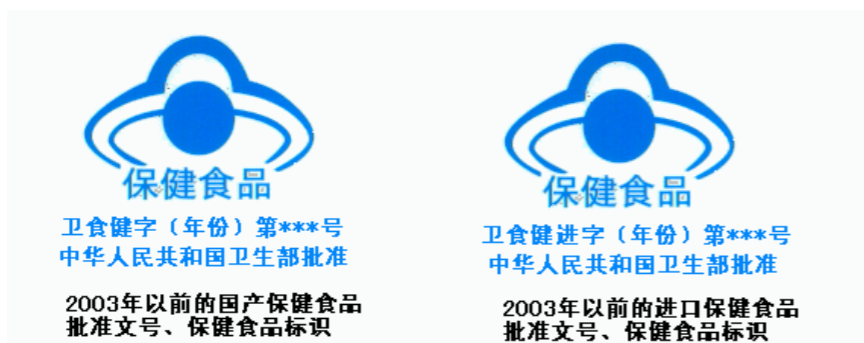 保健食品
卫食健字（年份）第***号
中华人民共和国卫生部批准
2003年以前的国产保健食品
批准文号、保健食品标识
保健食品
卫食健进字（年份）第***号
中华人民共和国卫生部批准
2003年以前的进口保健食品
批准文号、保健食品标识